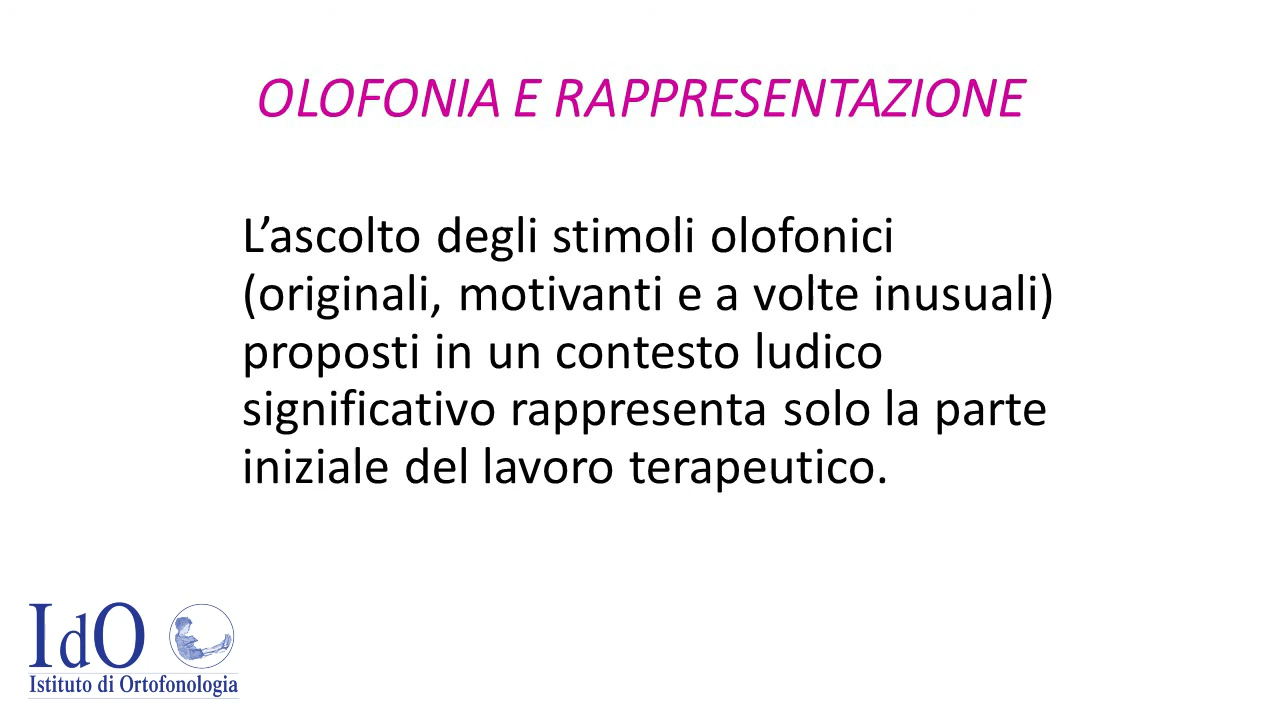 OLOFONIA E RAPPRESENTAZIONE
L’ascolto degli stimoli olofonici
(originali, motivanti e a volte inusuali)
proposti in un contesto ludico
significativo rappresenta solo la parte
iniziale del lavoro terapeutico.
IdO
Istituto di Ortofonologia